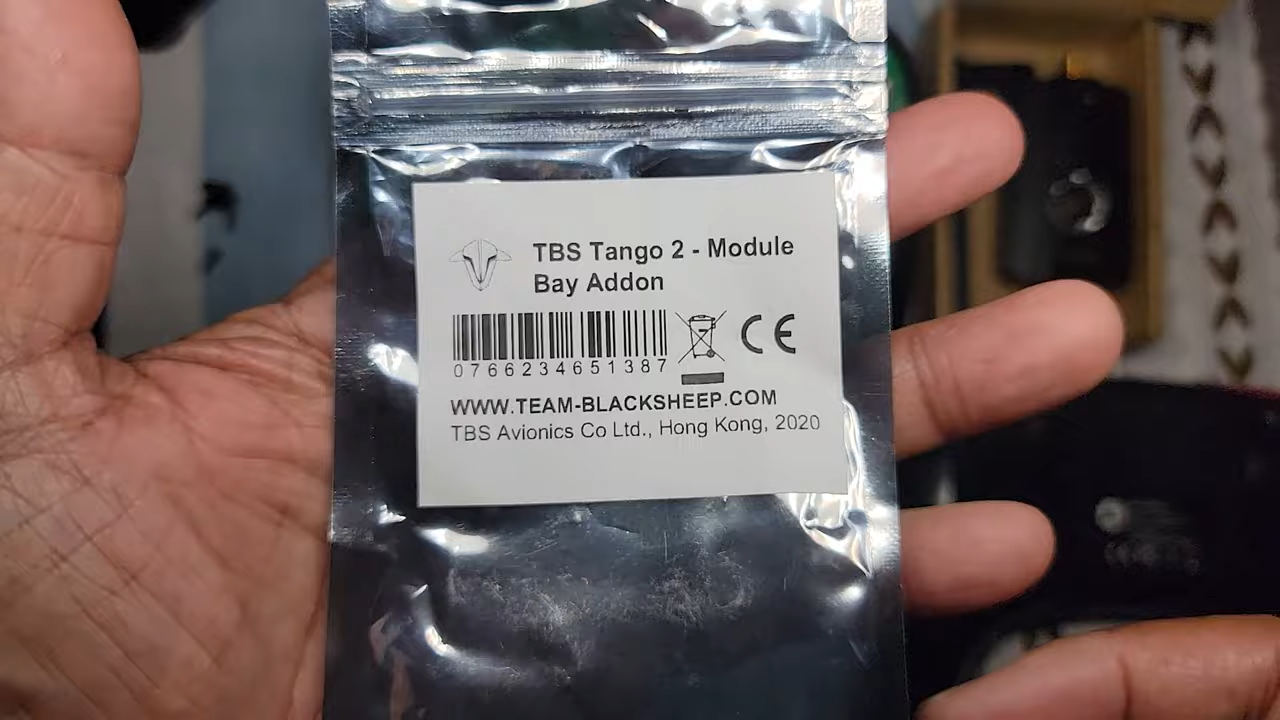 TBS Tango 2 - Module
Bay Addon
0766234651387
CE
WWW.TEAM-BLACKSHEEP.COM
TBS Avionics Co Ltd., Hong Kong, 2020